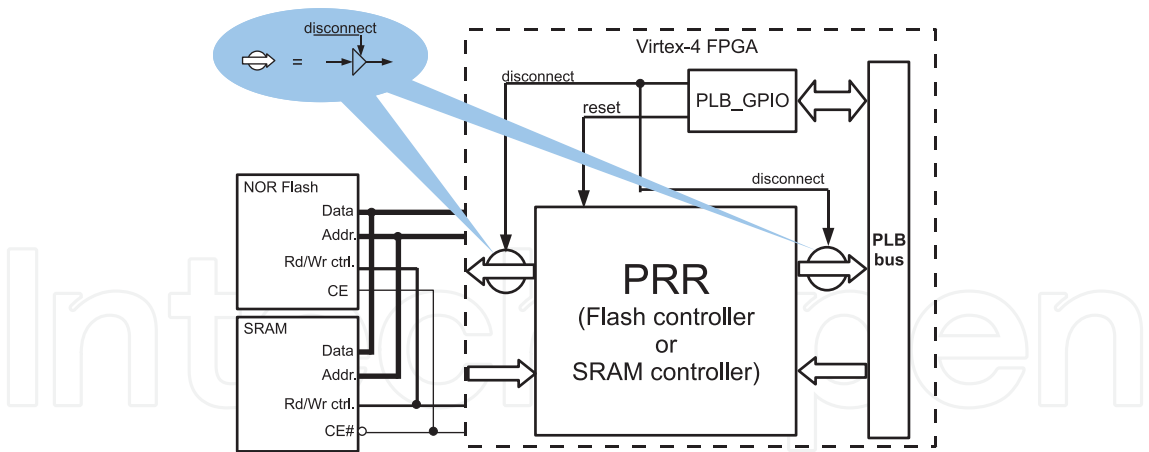 disconnect
=
Virtex-4 FPGA
disconnect
PLB_GPIO
reset
disconnect
NOR Flash
Data
Addr.
Rd/Wr ctrl.
CE
PLB
bus
PRR
(Flash controller
or
SRAM controller)
SRAM
Data
Addr.
Rd/Wr ctrl.
CE#
IntechOpen